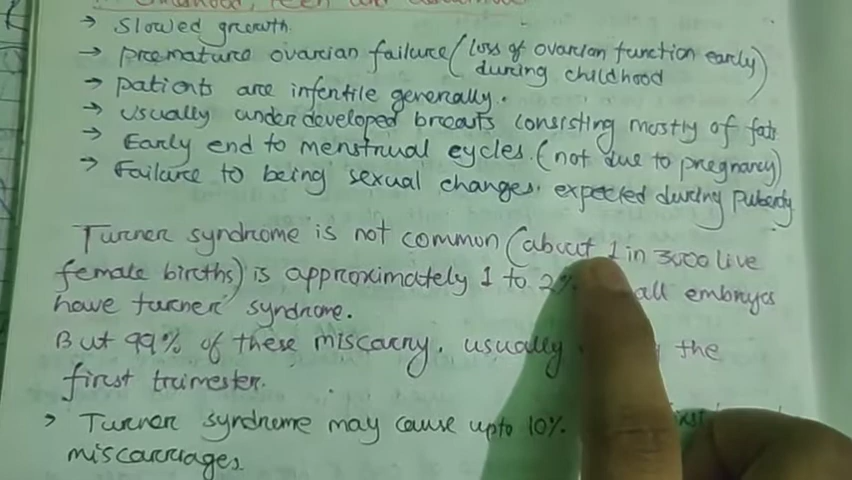 → Slowed growth.
→ Premature ovarian failure (loss of ovarian function early during childhood)
→ patients are infertile generally.
→ usually underdeveloped breasts consisting mostly of fats
→ Early end to menstrual cycles. (not due to pregnancy)
→ Failure to being sexual changes. expected during puberty
Turner syndrome is not common (about 1 in 3000 live
female births) is approximately 1 to 2% all embryos
have turner syndrome.
But 99% of these miscarry, usually the
first trimester.
> Turner syndrome may cause upto 10%.
miscarriages